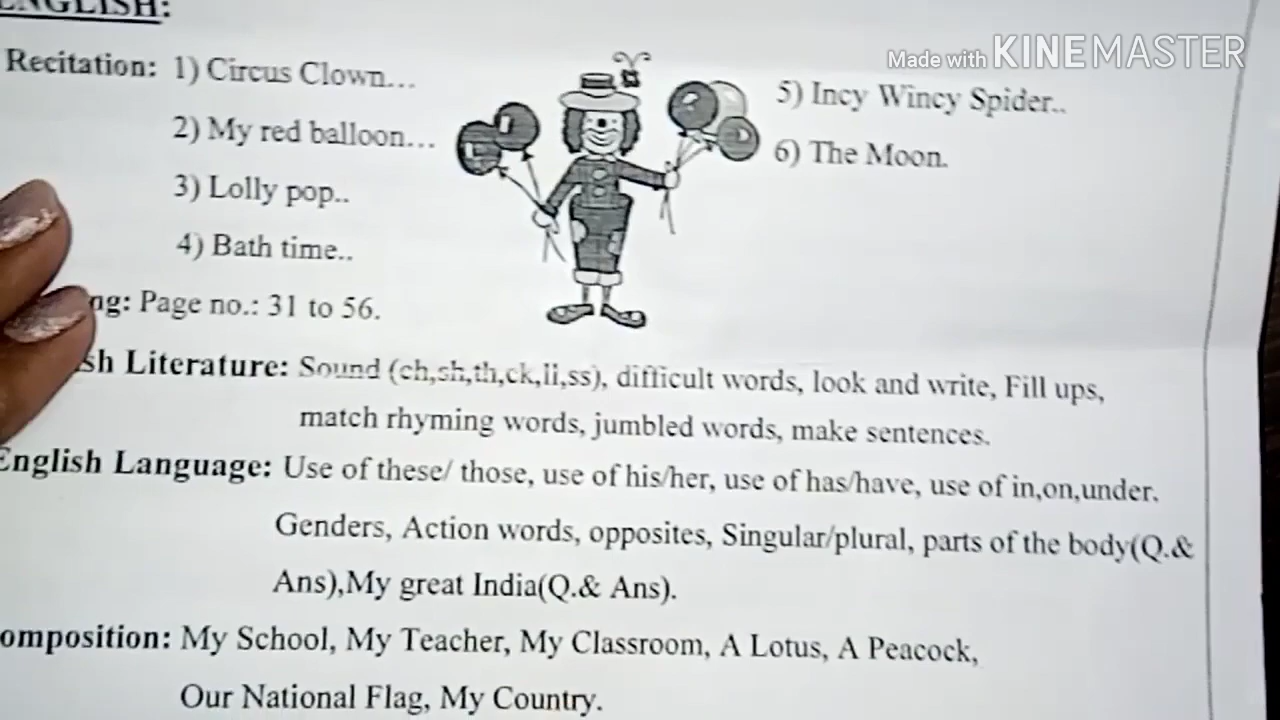 ENGLISH:
Made with KINEMASTER
Recitation: 1) Circus Clown...
2) My red balloon...
3) Lolly pop..
4) Bath time..
5) Incy Wincy Spider..
6) The Moon.
ng: Page no.: 31 to 56.
sh Literature: Sound (ch,sh,th,ck,ll,ss), difficult words, look and write, Fill ups,
match rhyming words, jumbled words, make sentences.
English Language: Use of these/ those, use of his/her, use of has/have, use of in,on,under.
Genders, Action words, opposites, Singular/plural, parts of the body(Q.&
Ans),My great India(Q.& Ans).
omposition: My School, My Teacher, My Classroom, A Lotus, A Peacock,
Our National Flag, My Country.